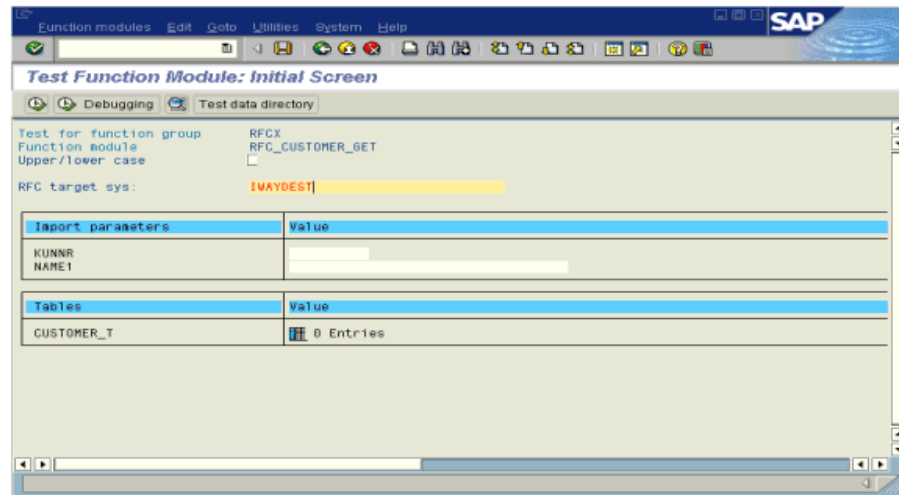 Function modules Edit Goto Utilities System Help
SAP
Test Function Module: Initial Screen
Debugging Test data directory
Test for function group RFCX
Function module RFC_CUSTOMER_GET
Upper/lower case
RFC target sys: IWAYDEST
Import parameters Value
KUNNR
NAME1
Tables Value
CUSTOMER_T 0 Entries